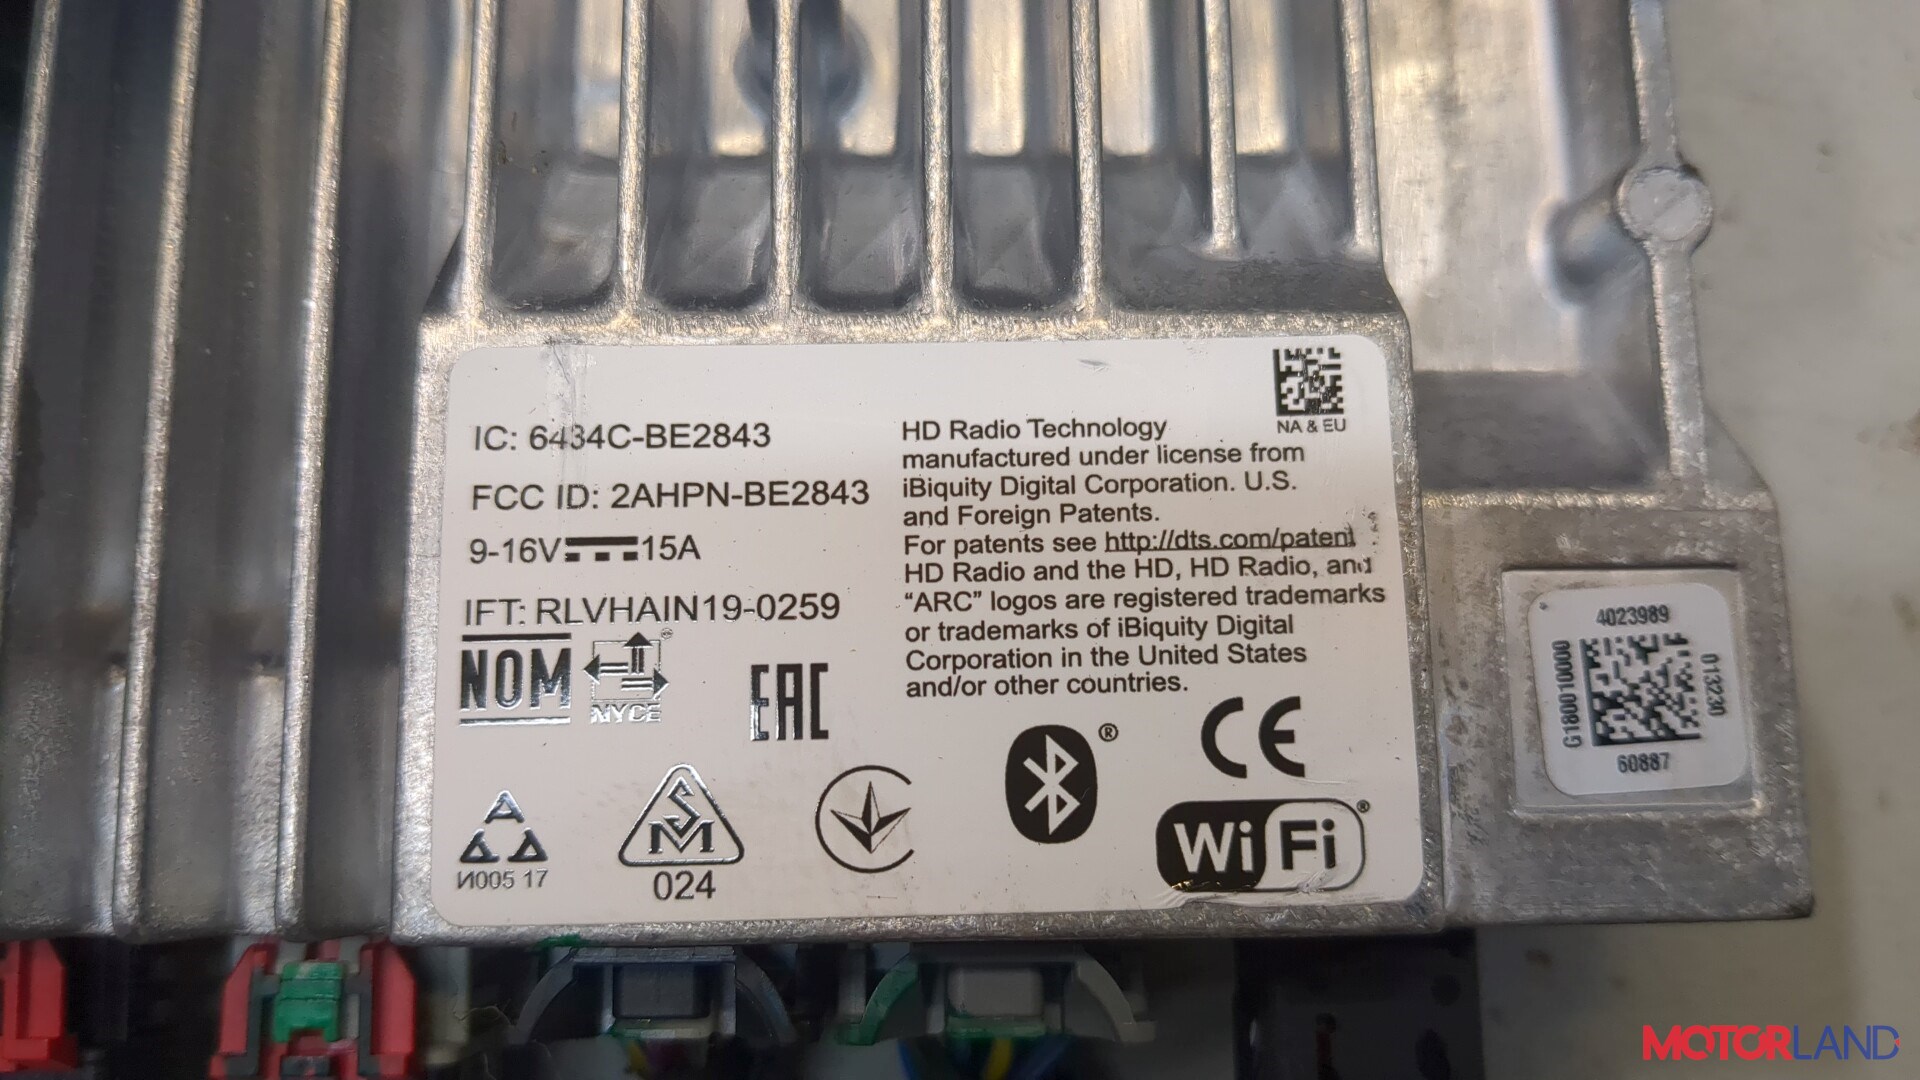 IC: 6434C-BE2843
FCC ID: 2AHPN-BE2843
9-16V 15A
IFT: RLVHAIN19-0259
NOM
NYCE
EAC
И005 17
SM
024
NA & EU
HD Radio Technology
manufactured under license from
iBiquity Digital Corporation. U.S.
and Foreign Patents.
For patents see http://dts.com/patent
HD Radio and the HD, HD Radio, and
“ARC” logos are registered trademarks
or trademarks of iBiquity Digital
Corporation in the United States
and/or other countries.
®
CE
WiFi®
4023989
G1800010000
013230
60887
MOTORLAND